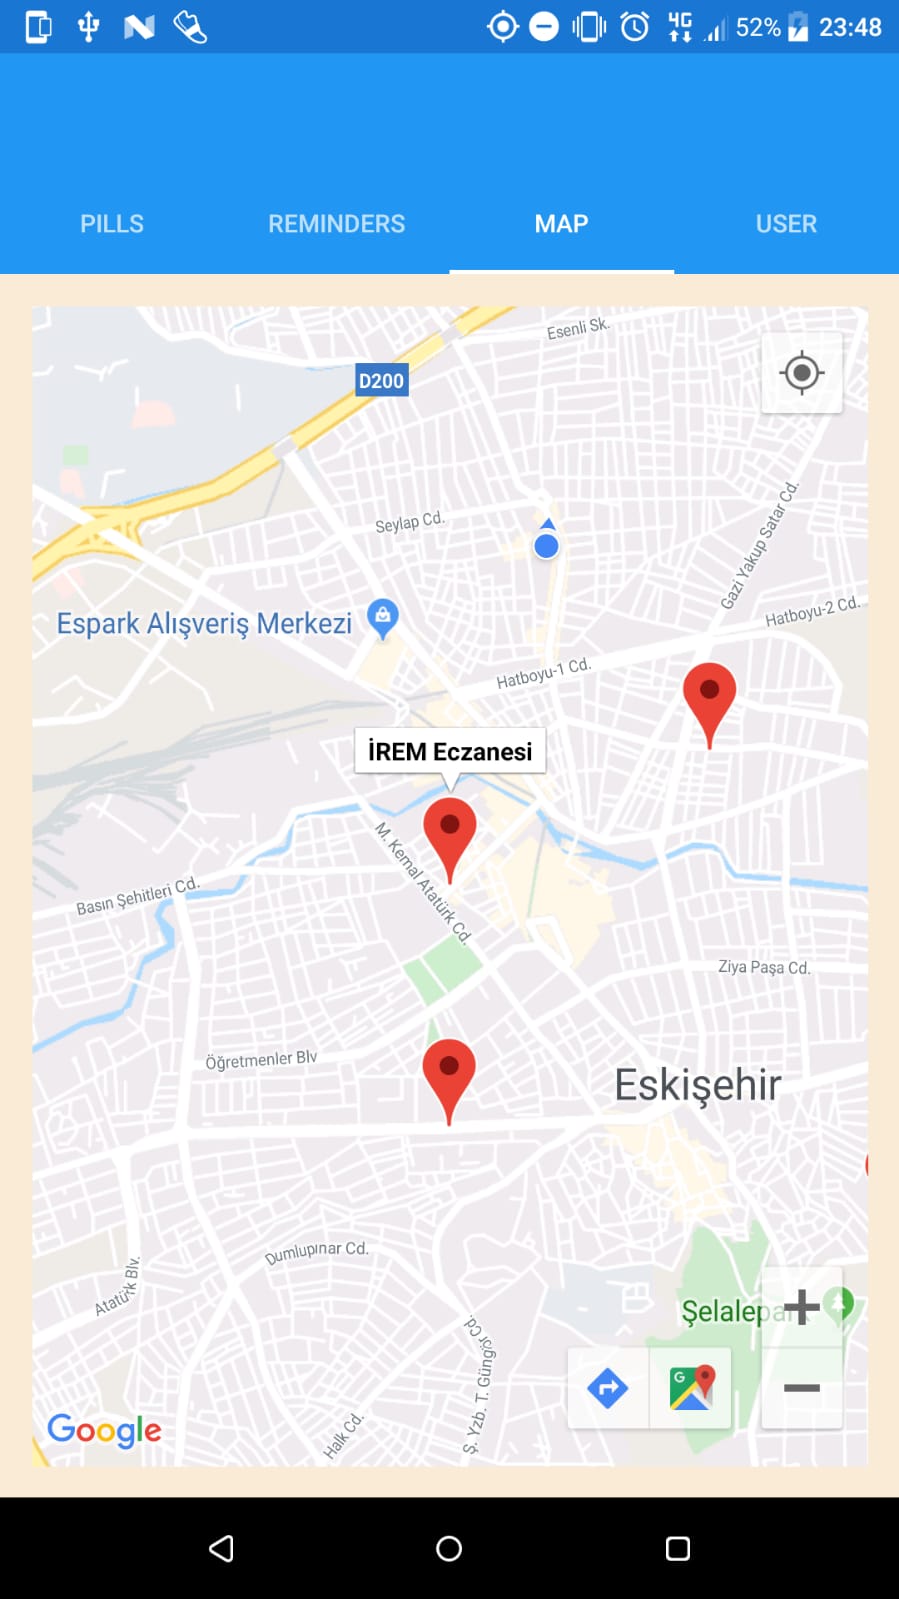 4G
52%
23:48
PILLS
REMINDERS
MAP
USER
Esenli Sk.
D200
Seylap Cd.
Gazi Yakup Satar Cd.
Hatboyu-2 Cd.
Espark Alışveriş Merkezi
Hatboyu-1 Cd.
İREM Eczanesi
M. Kemal Atatürk Cd.
Basın Şehitleri Cd.
Ziya Paşa Cd.
Öğretmenler Blv
Eskişehir
Dumlupınar Cd.
Atatürk Blv.
Ş. Yzb. T. Güngör Cd.
Halk Cd.
G
Google